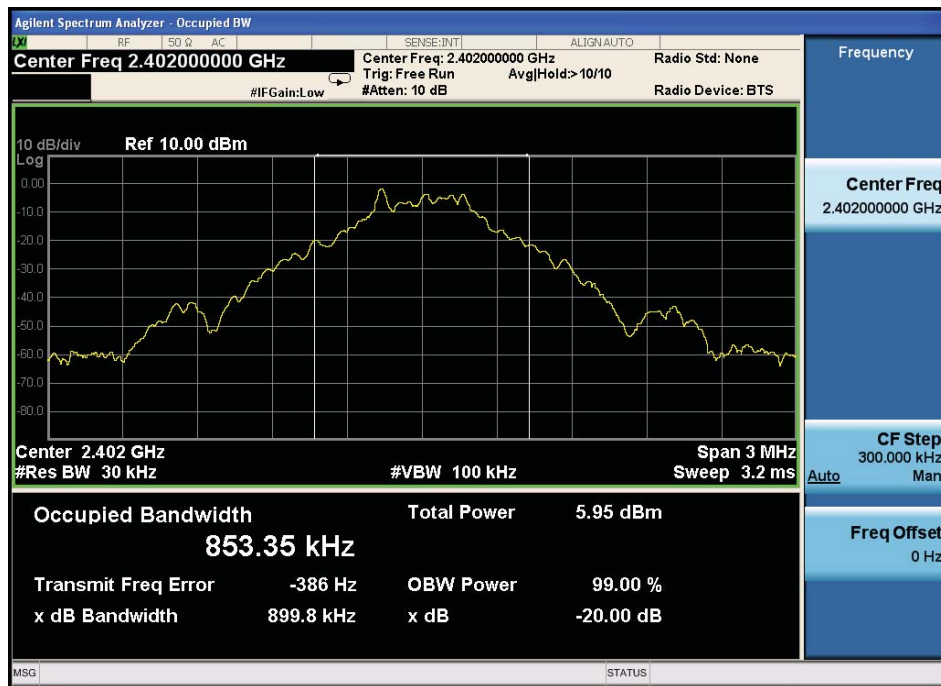 Agilent Spectrum Analyzer - Occupied BW
LXI RF 50 Ω AC SENSE:INT ALIGN AUTO
Center Freq 2.402000000 GHz
#IFGain:Low
Center Freq: 2.402000000 GHz
Trig: Free Run Avg|Hold:>10/10
#Atten: 10 dB
Radio Std: None
Radio Device: BTS
10 dB/div Ref 10.00 dBm
Log
0.00
-10.0
-20.0
-30.0
-40.0
-50.0
-60.0
-70.0
-80.0
Center 2.402 GHz Span 3 MHz
#Res BW 30 kHz #VBW 100 kHz Sweep 3.2 ms
Occupied Bandwidth Total Power 5.95 dBm
853.35 kHz
Transmit Freq Error -386 Hz OBW Power 99.00 %
x dB Bandwidth 899.8 kHz x dB -20.00 dB
MSG STATUS
Frequency
Center Freq
2.402000000 GHz
CF Step
300.000 kHz
Auto Man
Freq Offset
0 Hz